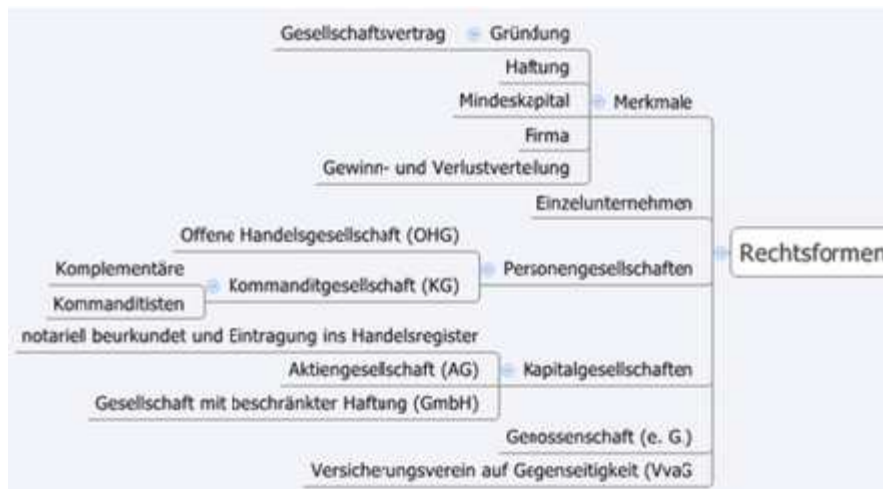 Gesellschaftsvertrag Gründung
Haftung
Mindeskapital Merkmale
Firma
Gewinn- und Verlustverteilung
Einzelunternehmen
Offene Handelsgesellschaft (OHG)
Rechtsformen
Komplementäre
Kommanditgesellschaft (KG) Personengesellschaften
Kommanditisten
notariell beurkundet und Eintragung ins Handelsregister
Aktiengesellschaft (AG) Kapitalgesellschaften
Gesellschaft mit beschränkter Haftung (GmbH)
Genossenschaft (e. G.)
Versicherungsverein auf Gegenseitigkeit (VvaG